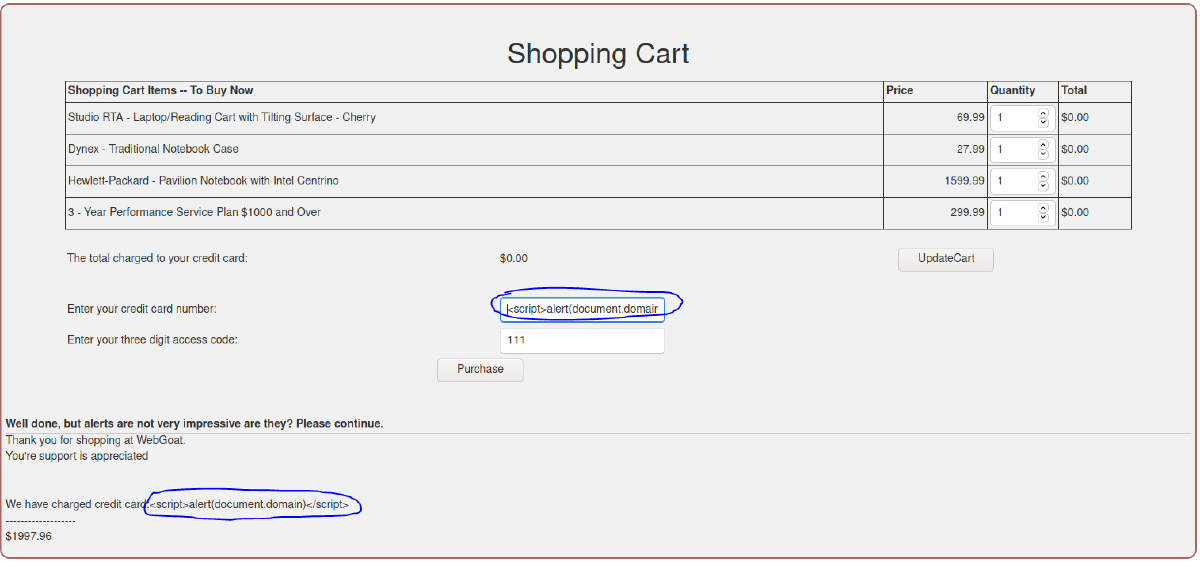 Shopping Cart
Shopping Cart Items -- To Buy Now Price Quantity Total
Studio RTA - Laptop/Reading Cart with Tilting Surface - Cherry 69.99 1 $0.00
Dynex - Traditional Notebook Case 27.99 1 $0.00
Hewlett-Packard - Pavilion Notebook with Intel Centrino 1599.99 1 $0.00
3 - Year Performance Service Plan $1000 and Over 299.99 1 $0.00
The total charged to your credit card: $0.00 UpdateCart
Enter your credit card number: <script>alert(document.domain
Enter your three digit access code: 111
Purchase
Well done, but alerts are not very impressive are they? Please continue.
Thank you for shopping at WebGoat.
You're support is appreciated
We have charged credit card:<script>alert(document.domain)</script>
-------------------
$1997.96